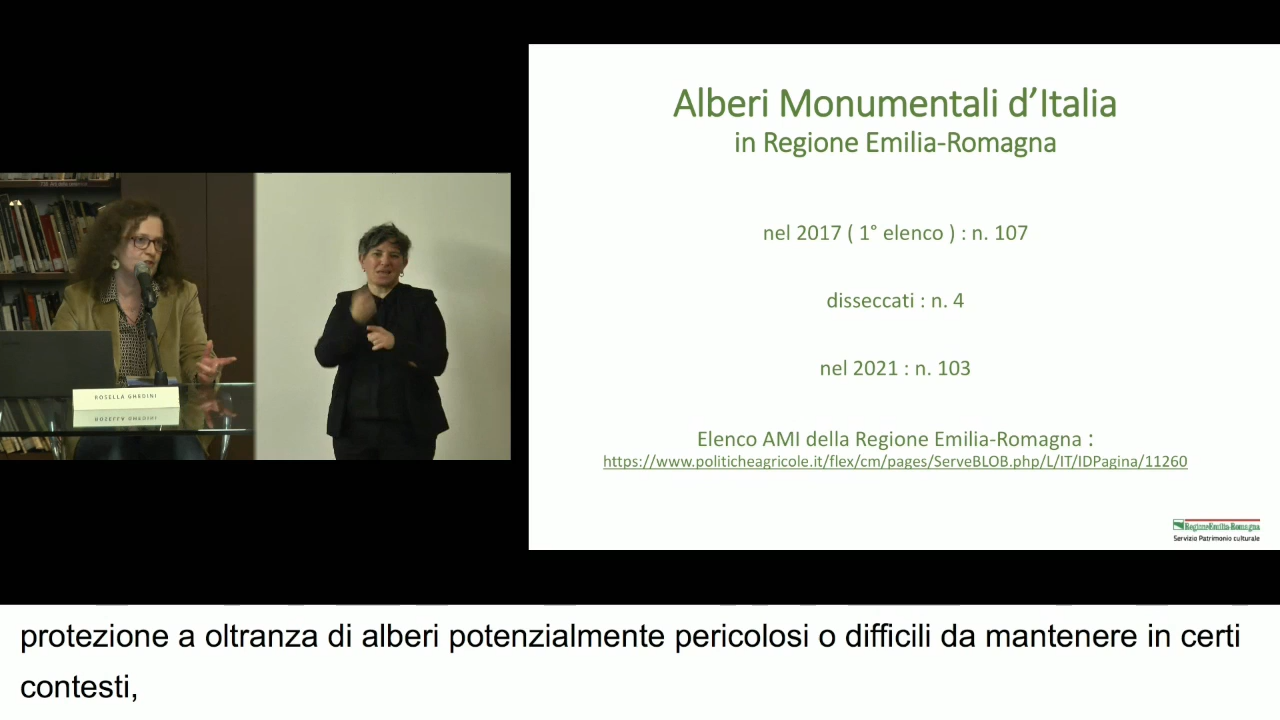 Alberi Monumentali d'Italia
in Regione Emilia-Romagna
nel 2017 ( 1° elenco ) : n. 107
disseccati : n. 4
nel 2021 : n. 103
Elenco AMI della Regione Emilia-Romagna :
https://www.politicheagricole.it/flex/cm/pages/ServeBLOB.php/L/IT/IDPagina/11260
RegioneEmilia-Romagna
Servizio Patrimonio culturale
ROSELLA GHEDINI
protezione a oltranza di alberi potenzialmente pericolosi o difficili da mantenere in certi
contesti,